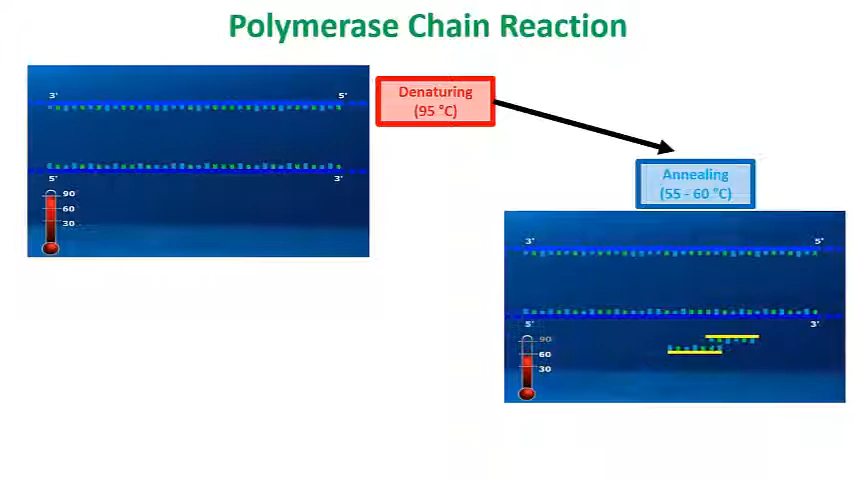 Polymerase Chain Reaction
3'
5'
Denaturing
(95 °C)
5'
3'
90
60
30
Annealing
(55 - 60 °C)
3'
5'
5'
3'
90
60
30